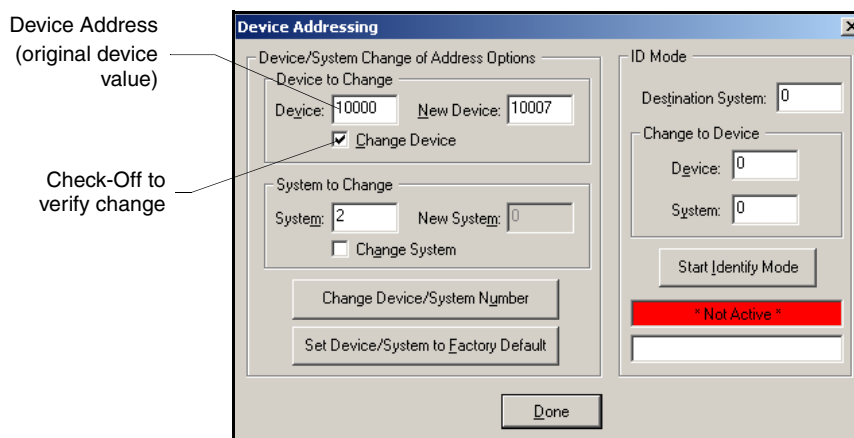 Device Address
(original device
value)
Check-Off to
verify change
Device Addressing
Device/System Change of Address Options
Device to Change
Device: 10000 New Device: 10007
Change Device
System to Change
System: 2 New System: 0
Change System
Change Device/System Number
Set Device/System to Factory Default
ID Mode
Destination System: 0
Change to Device
Device: 0
System: 0
Start Identify Mode
* Not Active *
Done